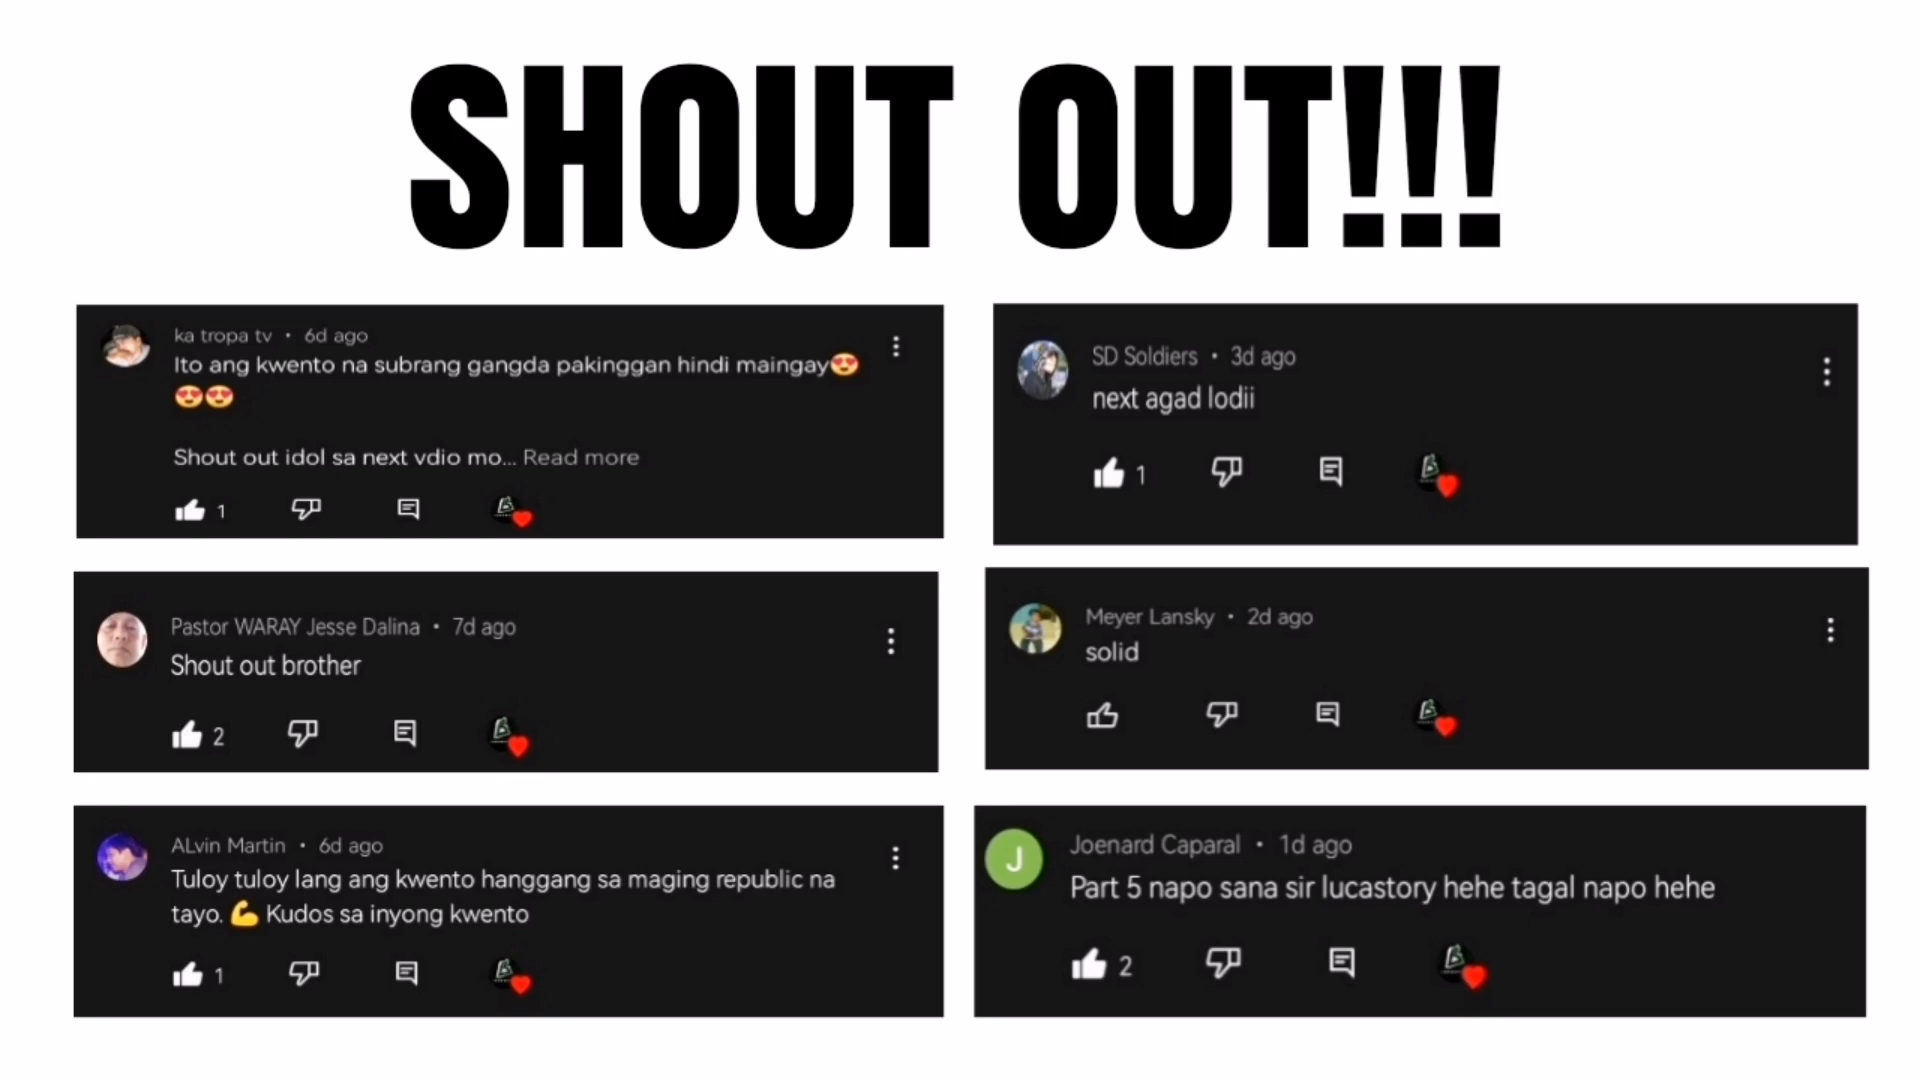 SHOUT OUT!!!
ka tropa tv • 6d ago
Ito ang kwento na subrang gangda pakinggan hindi maingay😍
😍😍
Shout out idol sa next vdio mo... Read more
1
Pastor WARAY Jesse Dalina • 7d ago
Shout out brother
2
ALvin Martin • 6d ago
Tuloy tuloy lang ang kwento hanggang sa maging republic na
tayo. 💪 Kudos sa inyong kwento
1
SD Soldiers • 3d ago
next agad lodii
1
Meyer Lansky • 2d ago
solid
J
Joenard Caparal • 1d ago
Part 5 napo sana sir lucastory hehe tagal napo hehe
2